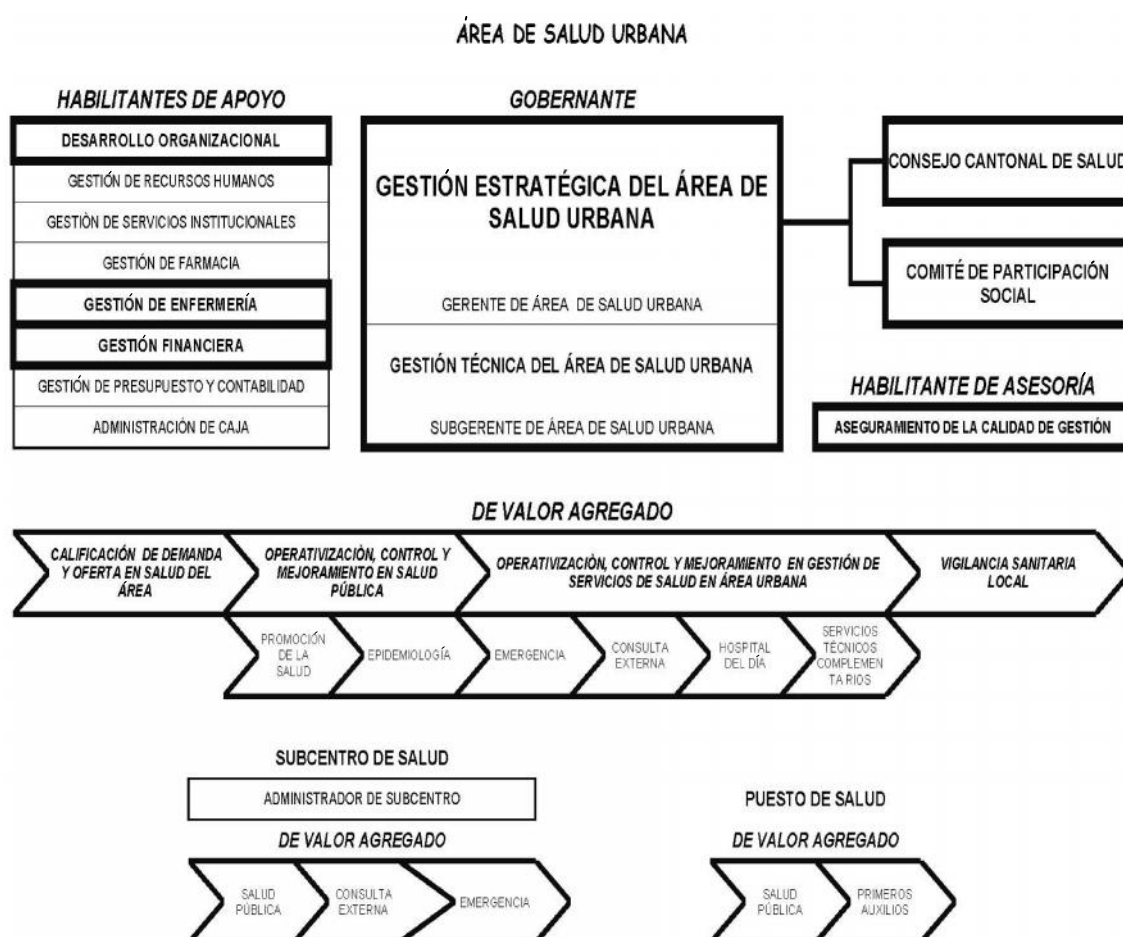 ÁREA DE SALUD URBANA
HABILITANTES DE APOYO
DESARROLLO ORGANIZACIONAL
GESTIÓN DE RECURSOS HUMANOS
GESTIÒN DE SERVICIOS INSTITUCIONALES
GESTIÓN DE FARMACIA
GESTIÓN DE ENFERMERÍA
GESTIÓN FINANCIERA
GESTIÓN DE PRESUPUESTO Y CONTABILIDAD
ADMINISTRACIÓN DE CAJA
GOBERNANTE
GESTIÓN ESTRATÉGICA DEL ÁREA DE
SALUD URBANA
GERENTE DE ÁREA DE SALUD URBANA
GESTIÓN TÉCNICA DEL ÁREA DE SALUD URBANA
SUBGERENTE DE ÁREA DE SALUD URBANA
CONSEJO CANTONAL DE SALUD
COMITÉ DE PARTICIPACIÓN
SOCIAL
HABILITANTE DE ASESORÍA
ASEGURAMIENTO DE LA CALIDAD DE GESTIÓN
DE VALOR AGREGADO
CALIFICACIÓN DE DEMANDA
Y OFERTA EN SALUD DEL
ÁREA
OPERATIVIZACIÒN, CONTROL Y
MEJORAMIENTO EN SALUD
PÚBLICA
OPERATIVIZACIÒN, CONTROL Y MEJORAMIENTO EN GESTIÓN DE
SERVICIOS DE SALUD EN ÁREA URBANA
VIGILANCIA SANITARIA
LOCAL
PROMOCIÓN
DE LA
SALUD
EPIDEMIOLOGÍA
EMERGENCIA
CONSULTA
EXTERNA
HOSPITAL
DEL DÍA
SERVICIOS
TÉCNICOS
COMPLEMEN
TA RIOS
SUBCENTRO DE SALUD
ADMINISTRADOR DE SUBCENTRO
DE VALOR AGREGADO
SALUD
PÚBLICA
CONSULTA
EXTERNA
EMERGENCIA
PUESTO DE SALUD
DE VALOR AGREGADO
SALUD
PÚBLICA
PRIMEROS
AUXILIOS